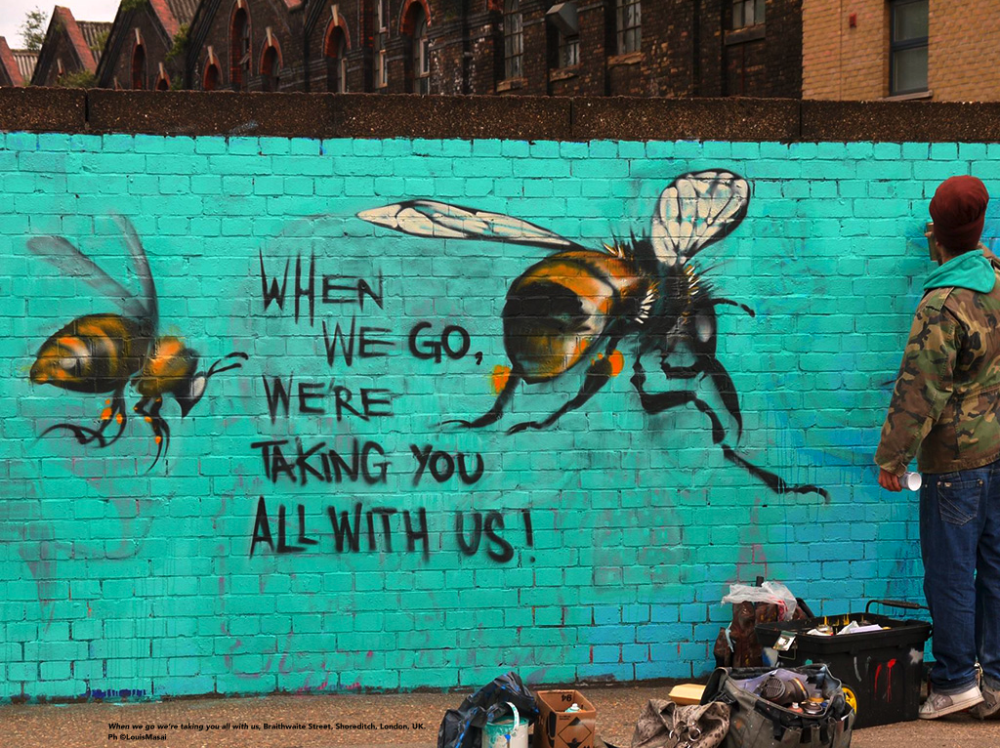 WHEN
WE GO,
WE'RE
TAKING YOU
ALL WITH US!
94
When we go we're taking you all with us, Braithwaite Street, Shoreditch, London, UK.
Ph ©LouisMasai